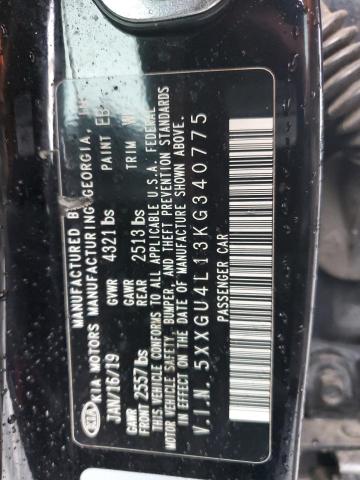 KIA
MANUFACTURED BY
KIA MOTORS MANUFACTURING GEORGIA,
JAN/16/19 GVWR 4321 lbs PAINT EB TRIM
GAWR FRONT 2557 lbs GAWR REAR 2513 lbs
THIS VEHICLE CONFORMS TO ALL APPLICABLE U.S.A. FEDERAL
MOTOR VEHICLE SAFETY, BUMPER, AND THEFT PREVENTION STANDARDS
IN EFFECT ON THE DATE OF MANUFACTURE SHOWN ABOVE.
V.I.N. 5XXGU4L13KG340775
PASSENGER CAR